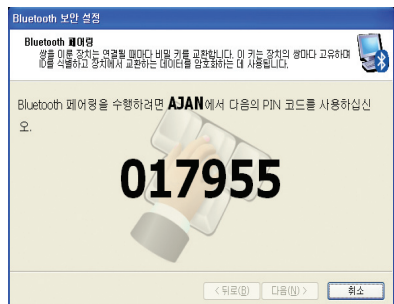 Bluetooth 보안 설정
Bluetooth 페어링
쌍을 이룬 장치는 연결될 때마다 비밀 키를 교환합니다. 이 키는 장치의 쌍마다 고유하며
ID를 식별하고 장치에서 교환하는 데이터를 암호화하는 데 사용됩니다.
Bluetooth 페어링을 수행하려면 AJAN에서 다음의 PIN 코드를 사용하십시
오.
017955
< 뒤로(B) 다음(N) > 취소